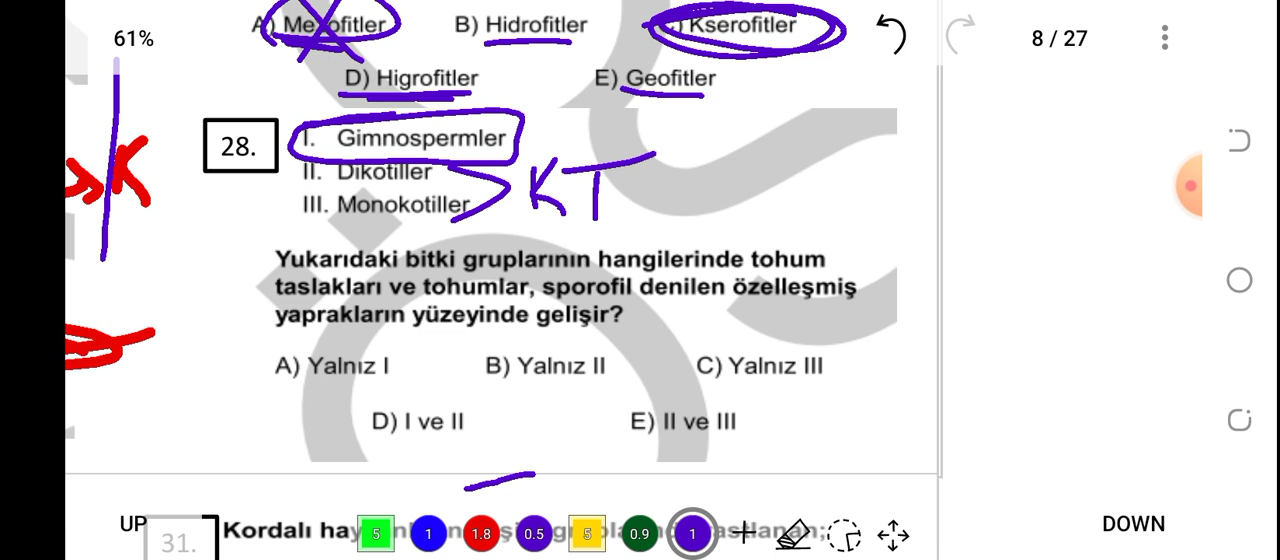 A) Mezofitler B) Hidrofitler C) Kserofitler
61% 8 / 27
D) Higrofitler E) Geofitler
28. I. Gimnospermler
II. Dikotiller
K III. Monokotiller KT
Yukarıdaki bitki gruplarının hangilerinde tohum
taslakları ve tohumlar, sporofil denilen özelleşmiş
yaprakların yüzeyinde gelişir?
A) Yalnız I B) Yalnız II C) Yalnız III
D) I ve II E) II ve III
UP DOWN
31. Kordalı
5 1 1.8 0.5 5 0.9 1